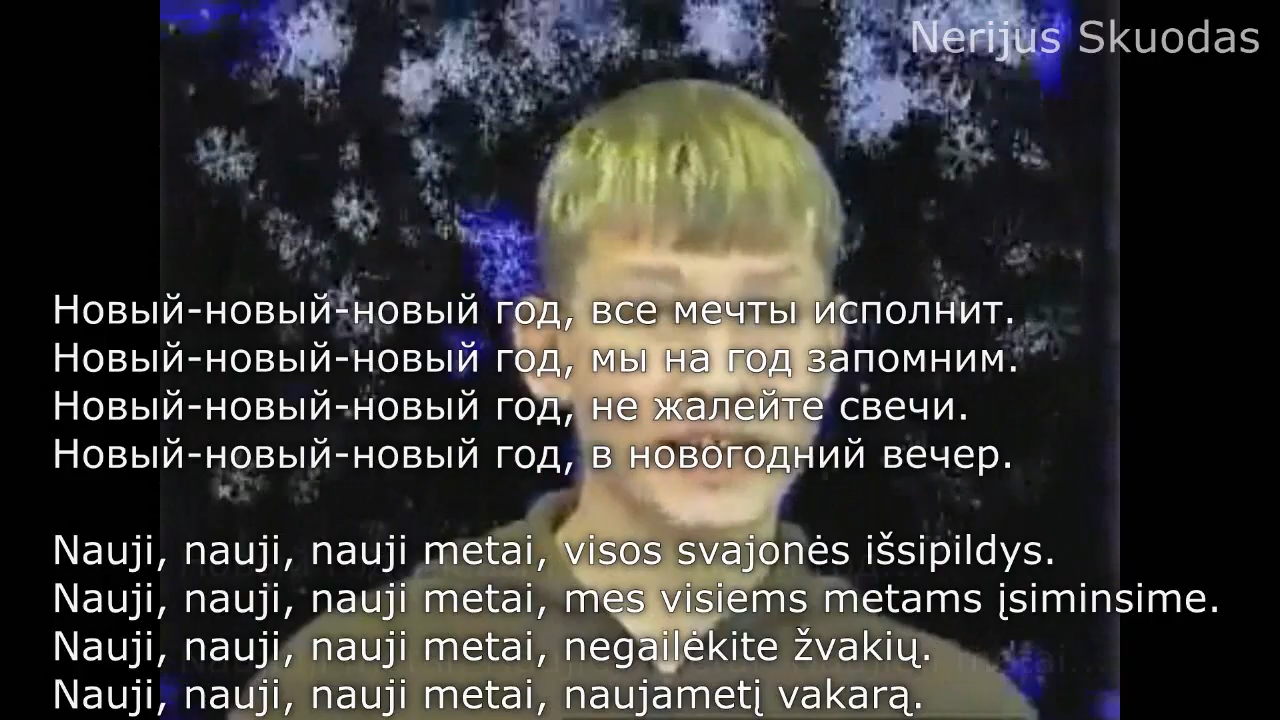 Nerijus Skuodas
Новый-новый-новый год, все мечты исполнит.
Новый-новый-новый год, мы на год запомним.
Новый-новый-новый год, не жалейте свечи.
Новый-новый-новый год, в новогодний вечер.
Nauji, nauji, nauji metai, visos svajonės išsipildys.
Nauji, nauji, nauji metai, mes visiems metams įsiminsime.
Nauji, nauji, nauji metai, negailėkite žvakių.
Nauji, nauji, nauji metai, naujametį vakarą.